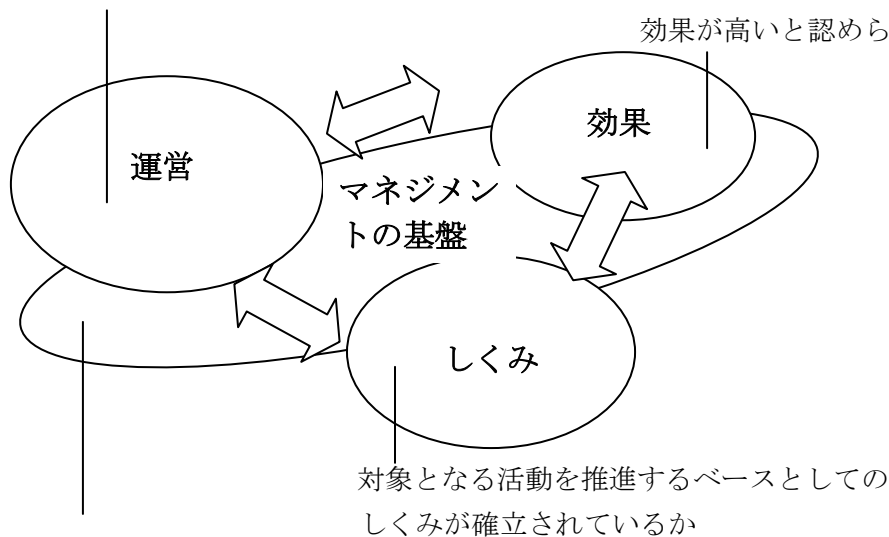 効果が高いと認めら
効果
運営
マネジメン
トの基盤
しくみ
対象となる活動を推進するベースとしての
しくみが確立されているか